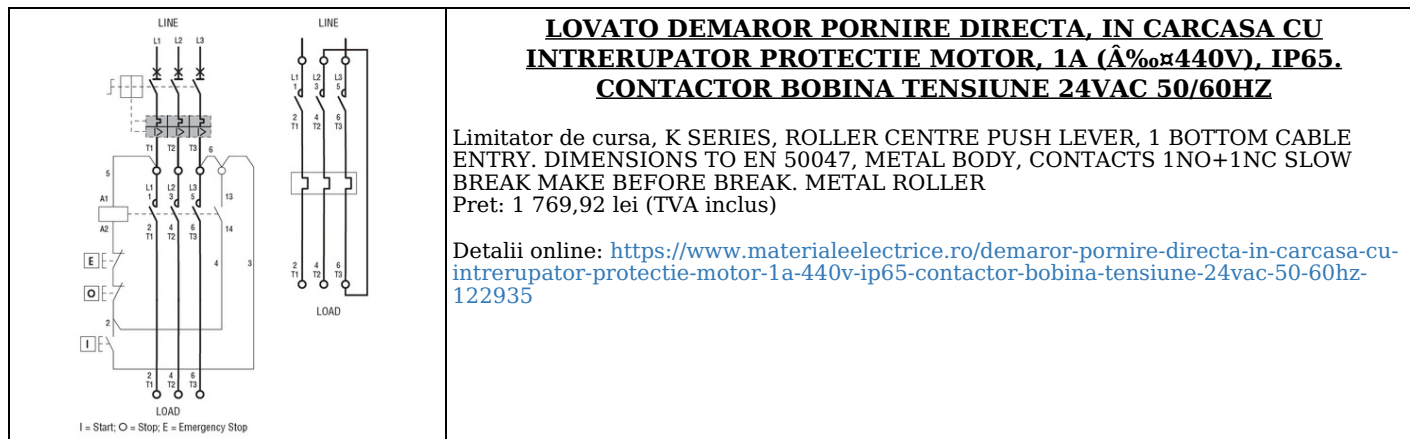 LINE
L1 L2 L3
T1 T2 T3 6
5
A1
L1 L2 L3
1 3 5 13
A2
2 4 6 14
T1 T2 T3
E
4 3
O
2
I
2 4 6
T1 T2 T3
LOAD
I = Start; O = Stop; E = Emergency Stop
LINE
L1 L2 L3
1 3 5
2 4 6
T1 T2 T3
2 4 6
T1 T2 T3
LOAD
LOVATO DEMAROR PORNIRE DIRECTA, IN CARCASA CU
INTRERUPATOR PROTECTIE MOTOR, 1A (Â‰¤440V), IP65.
CONTACTOR BOBINA TENSIUNE 24VAC 50/60HZ
Limitator de cursa, K SERIES, ROLLER CENTRE PUSH LEVER, 1 BOTTOM CABLE
ENTRY. DIMENSIONS TO EN 50047, METAL BODY, CONTACTS 1NO+1NC SLOW
BREAK MAKE BEFORE BREAK. METAL ROLLER
Pret: 1 769,92 lei (TVA inclus)
Detalii online: https://www.materialeelectrice.ro/demaror-pornire-directa-in-carcasa-cu-
intrerupator-protectie-motor-1a-440v-ip65-contactor-bobina-tensiune-24vac-50-60hz-
122935